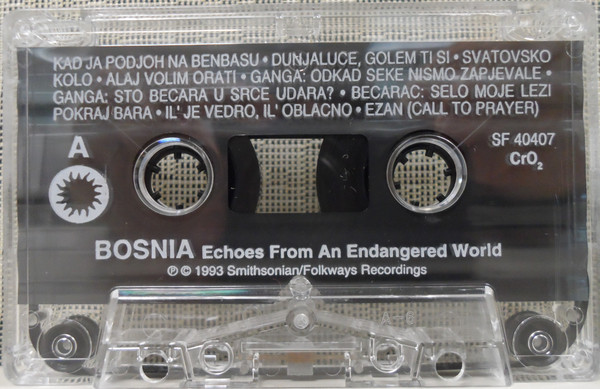 KAD JA PODJOH NA BENBASU • DUNJALUCE, GOLEM TI SI • SVATOVSKO
KOLO • ALAJ VOLIM ORATI • GANGA: ODKAD SEKE NISMO ZAPJEVALE •
GANGA: STO BECARA U SRCE UDARA? • BECARAC: SELO MOJE LEZI
POKRAJ BARA • IL' JE VEDRO, IL' OBLACNO • EZAN (CALL TO PRAYER)
A
SF 40407
CrO₂
BOSNIA Echoes From An Endangered World
℗ © 1993 Smithsonian/Folkways Recordings